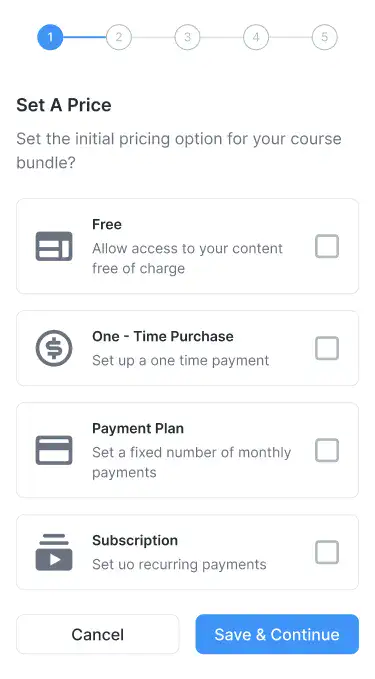 1 2 3 4 5
Set A Price
Set the initial pricing option for your course
bundle?
Free
Allow access to your content
free of charge
One - Time Purchase
Set up a one time payment
Payment Plan
Set a fixed number of monthly
payments
Subscription
Set uo recurring payments
Cancel Save & Continue